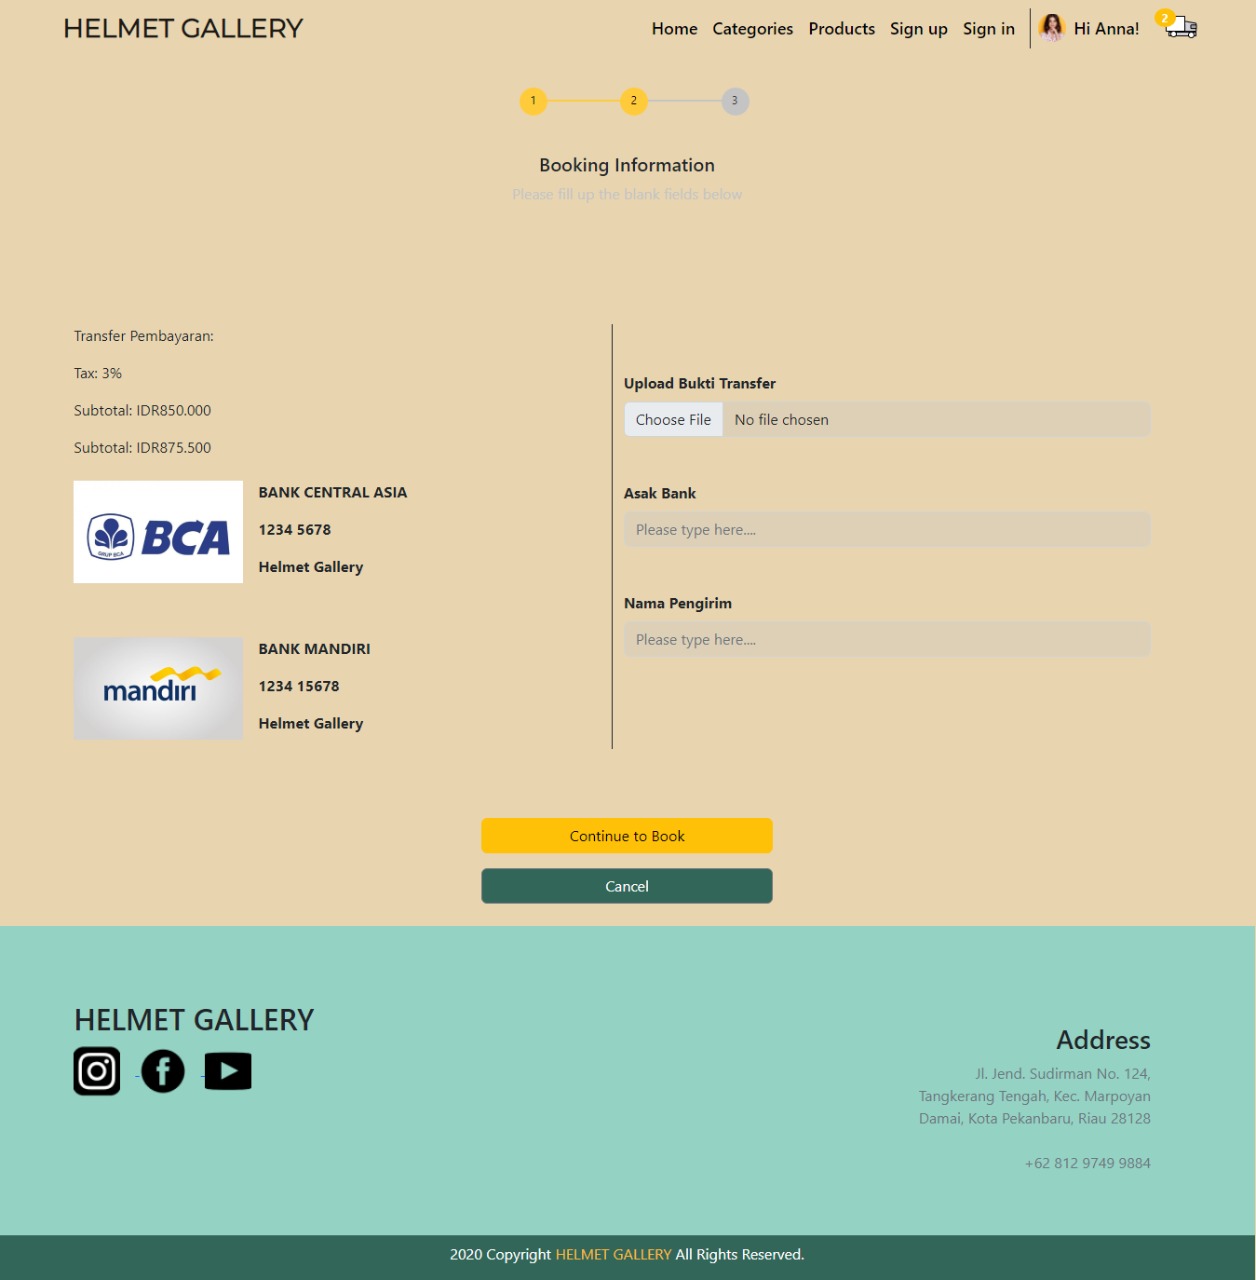 HELMET GALLERY
Home Categories Products Sign up Sign in Hi Anna! 2
1 2 3
Booking Information
Please fill up the blank fields below
Transfer Pembayaran:
Tax: 3%
Subtotal: IDR850.000
Subtotal: IDR875.500
GRUP BCA
BCA
BANK CENTRAL ASIA
1234 5678
Helmet Gallery
mandiri
BANK MANDIRI
1234 15678
Helmet Gallery
Upload Bukti Transfer
Choose File No file chosen
Asak Bank
Please type here....
Nama Pengirim
Please type here....
Continue to Book
Cancel
HELMET GALLERY
Address
Jl. Jend. Sudirman No. 124,
Tangkerang Tengah, Kec. Marpoyan
Damai, Kota Pekanbaru, Riau 28128
+62 812 9749 9884
2020 Copyright HELMET GALLERY All Rights Reserved.